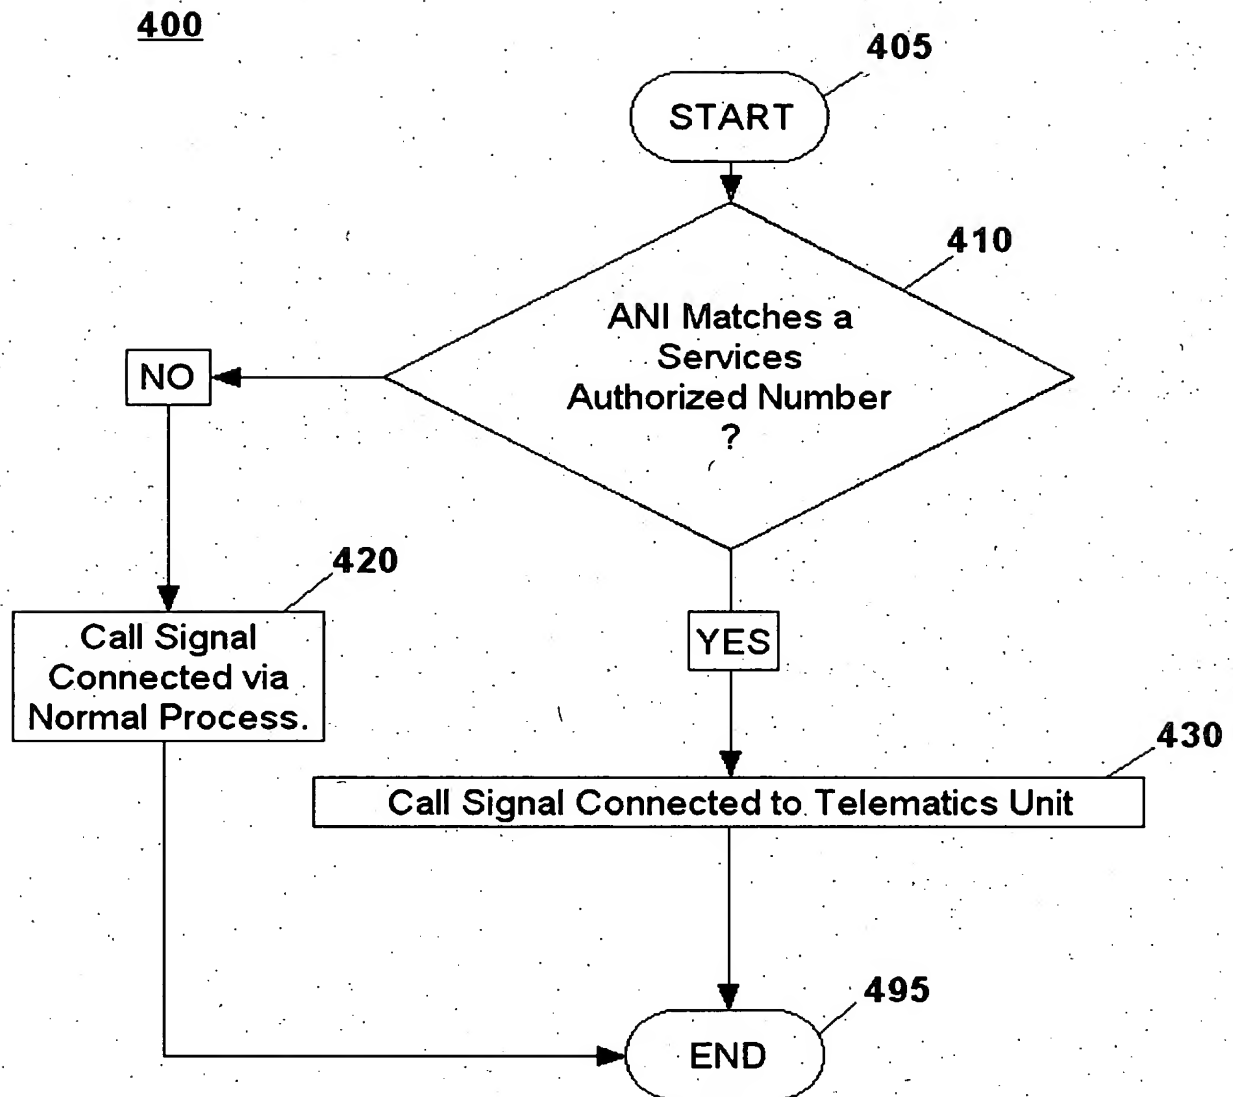 400
405
START
410
ANI Matches a
Services
Authorized Number
?
NO
420
Call Signal
Connected via
Normal Process.
YES
430
Call Signal Connected to Telematics Unit
495
END